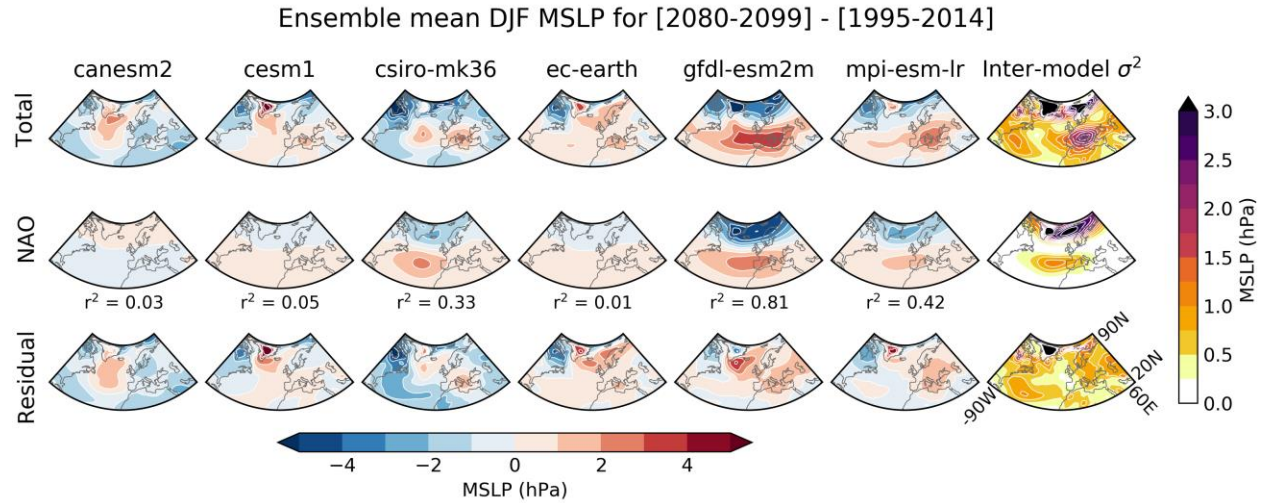 Ensemble mean DJF MSLP for [2080-2099] - [1995-2014]
canesm2 cesm1 csiro-mk36 ec-earth gfdl-esm2m mpi-esm-lr Inter-model σ²
Total
NAO
r² = 0.03 r² = 0.05 r² = 0.33 r² = 0.01 r² = 0.81 r² = 0.42
Residual
90N
20N
-90W
60E
3.0
2.5
2.0
1.5
1.0
0.5
0.0
MSLP (hPa)
−4 −2 0 2 4
MSLP (hPa)